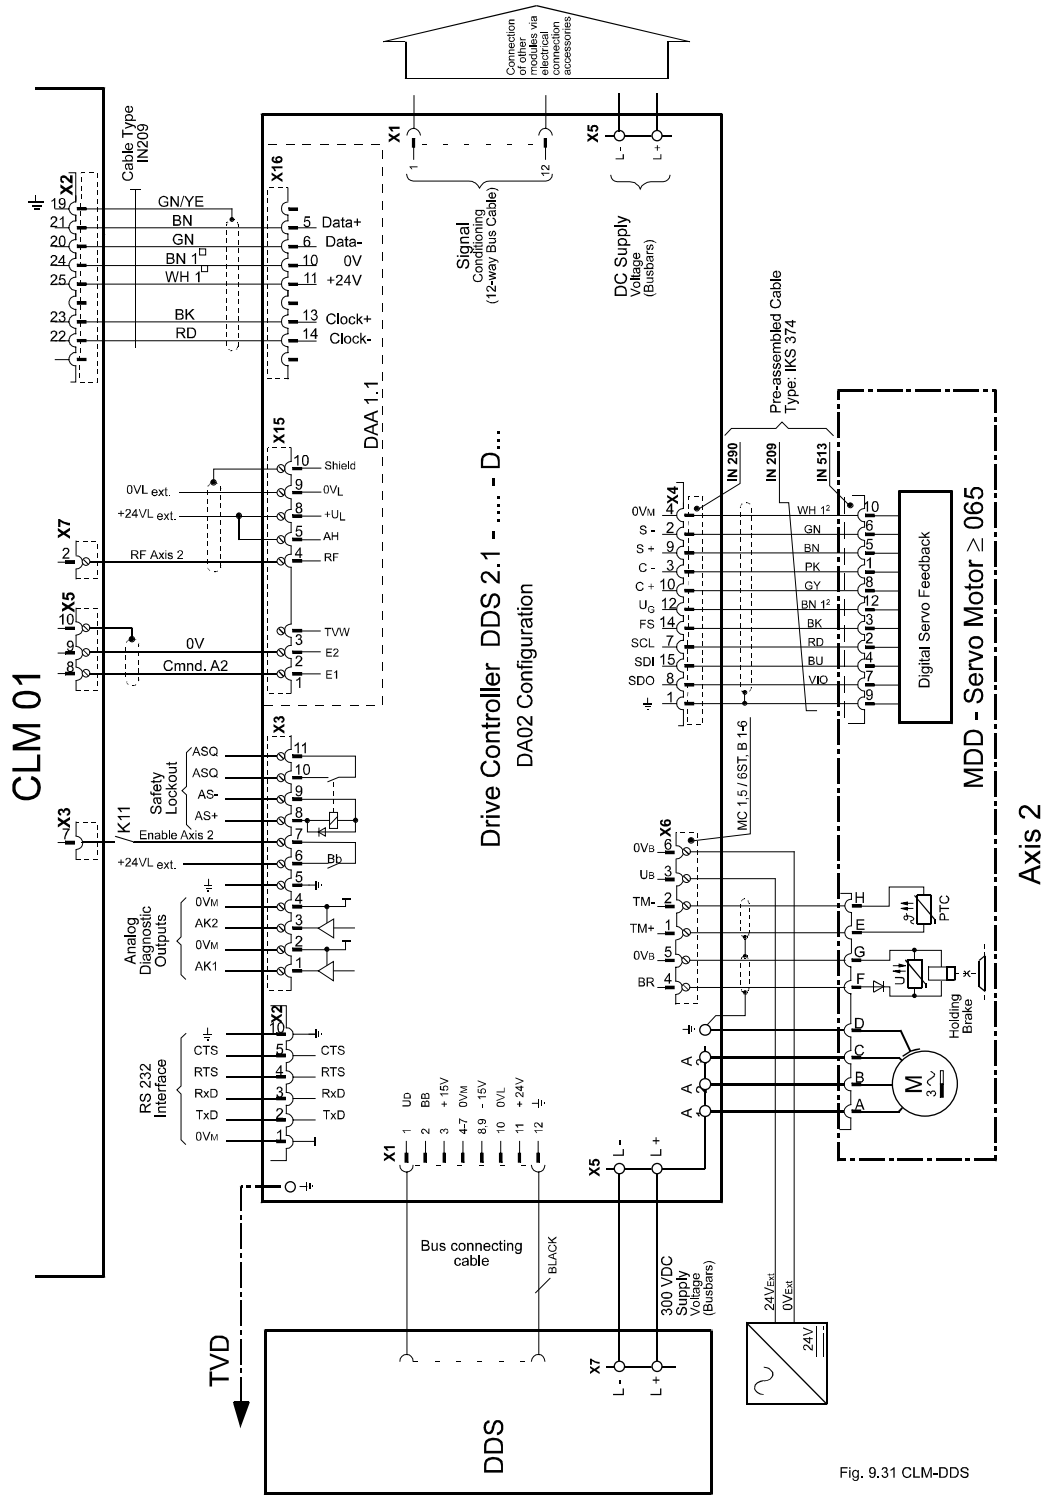 Connection
of other
modules via
electrical
connection
accessories
CLM 01
Cable Type
IN209
X2
19
21
20
24
25
23
22
GN/YE
BN
GN
BN 1
WH 1
BK
RD
X16
5 Data+
6 Data-
10 0V
11 +24V
13 Clock+
14 Clock-
DAA 1.1
X1
1
12
Signal
Conditioning
(12-way Bus Cable)
X5
L -
L +
DC Supply
Voltage
(Busbars)
X15
10 Shield
9 0VL
8 +UL
5 AH
4 RF
TVW
3
E2
2
E1
1
0VL ext.
+24VL ext.
X7
2
RF Axis 2
X5
10
9
8
0V
Cmnd. A2
Drive Controller DDS 2.1 - ..... - D...
DA02 Configuration
Pre-assembled Cable
Type: IKS 374
IN 290
IN 209
IN 513
X4
0VM 4 WH 1² 10
S - 2 GN 6
S + 9 BN 5
C - 3 PK 1
C + 10 GY 8
UG 12 BN 1² 12
FS 14 BK 3
SCL 7 RD 2
SDI 15 BU 4
SDO 8 VIO 7
1 9
Digital Servo Feedback
MDD - Servo Motor ≥ 065
Axis 2
X3
ASQ 11
ASQ 10
AS- 9
AS+ 8
Safety
Lockout
X3
7
K11
Enable Axis 2 7
+24VL ext. 6 Bb
5
0VM 4
AK2 3
0VM 2
AK1 1
Analog
Diagnostic
Outputs
MC 1,5 / 6ST, B 1-6
X6
0VB 6
UB 3
TM- 2
TM+ 1
0VB 5
BR 4
H
E
G
F
D
C
B
A
PTC
ϑ
U
Holding
Brake
M
3
A 3
A 2
A 1
X2
10
CTS 5 CTS
RTS 4 RTS
RxD 3 RxD
TxD 2 TxD
0VM 1
RS 232
Interface
X1
1 UD
2 BB
3 + 15V
4-7 0VM
8,9 - 15V
10 0VL
11 + 24V
12
X5
L -
L +
TVD
Bus connecting
cable
BLACK
300 VDC
Supply
Voltage
(Busbars)
24VExt
0VExt
24V
X7
L -
L +
DDS
Fig. 9.31 CLM-DDS